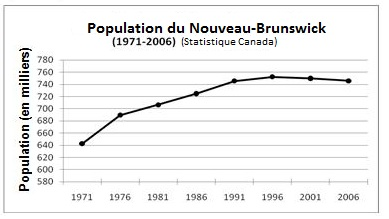 Population du Nouveau-Brunswick
(1971-2006) (Statistique Canada)
Population (en milliers)
780
760
740
720
700
680
660
640
620
600
580
1971 1976 1981 1986 1991 1996 2001 2006